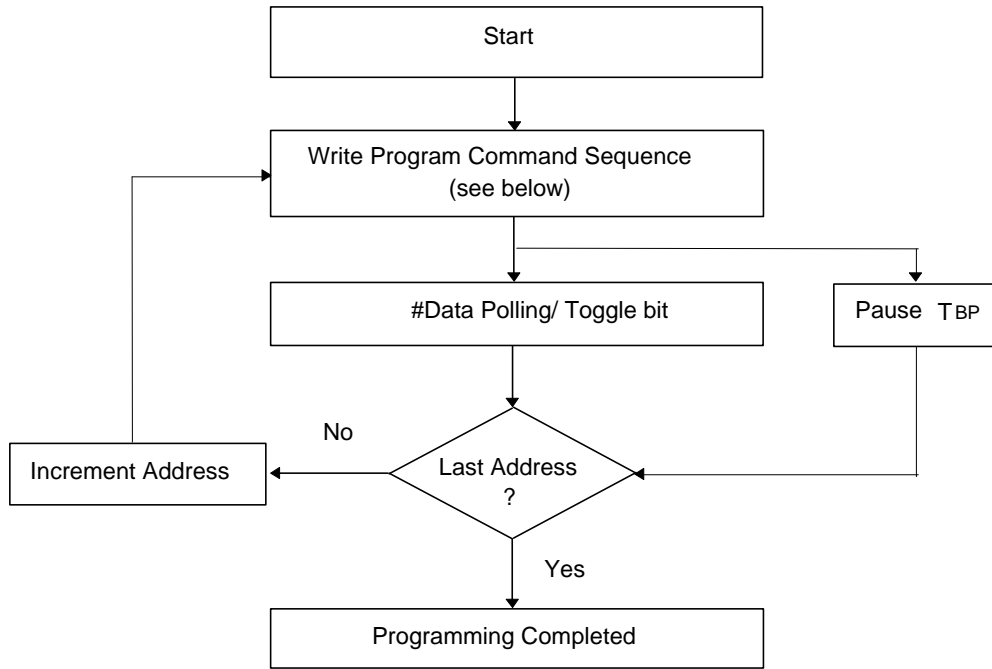 Start
Write Program Command Sequence
(see below)
#Data Polling/ Toggle bit
Pause TBP
No
Increment Address
Last Address
?
Yes
Programming Completed